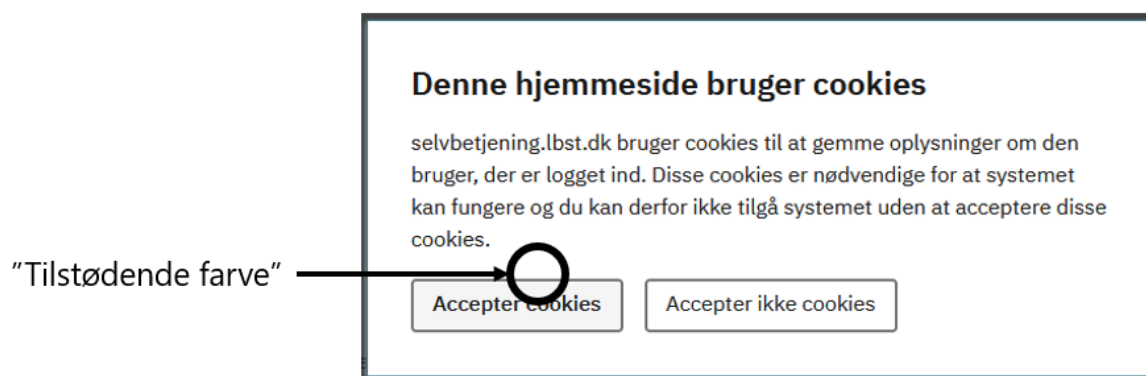 Denne hjemmeside bruger cookies
selvbetjening.lbst.dk bruger cookies til at gemme oplysninger om den
bruger, der er logget ind. Disse cookies er nødvendige for at systemet
kan fungere og du kan derfor ikke tilgå systemet uden at acceptere disse
cookies.
”Tilstødende farve”
Accepter cookies
Accepter ikke cookies